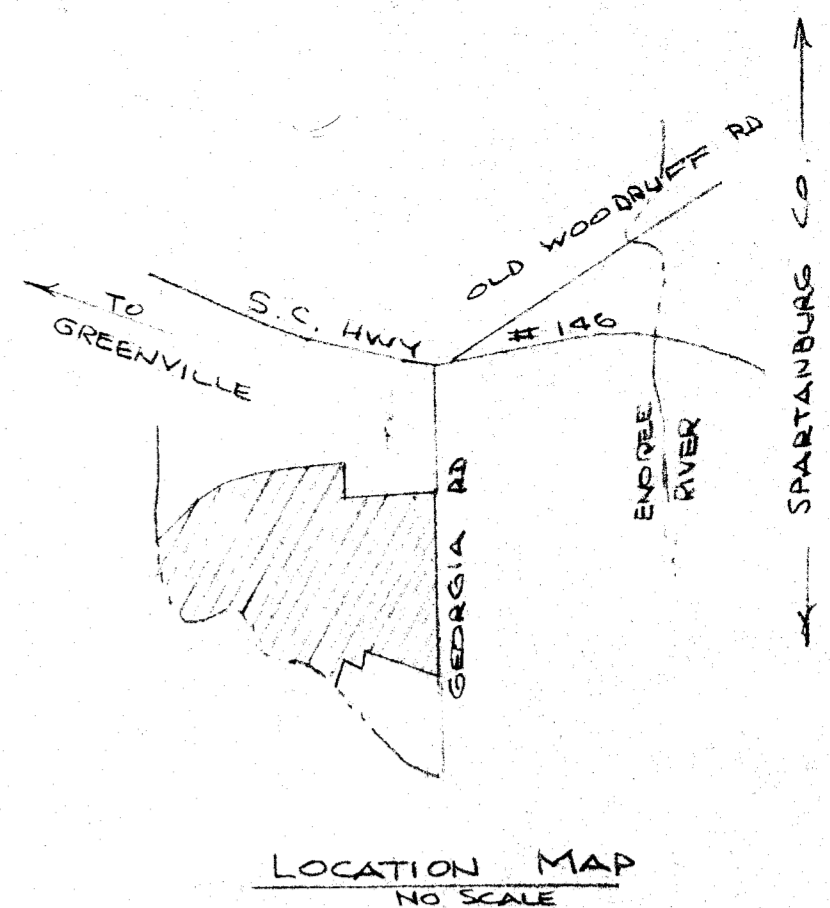 OLD WOODRUFF RD
SPARTANBURG CO.
TO
GREENVILLE
S.C. HWY
# 146
ENOREE
RIVER
GEORGIA RD
LOCATION MAP
NO SCALE